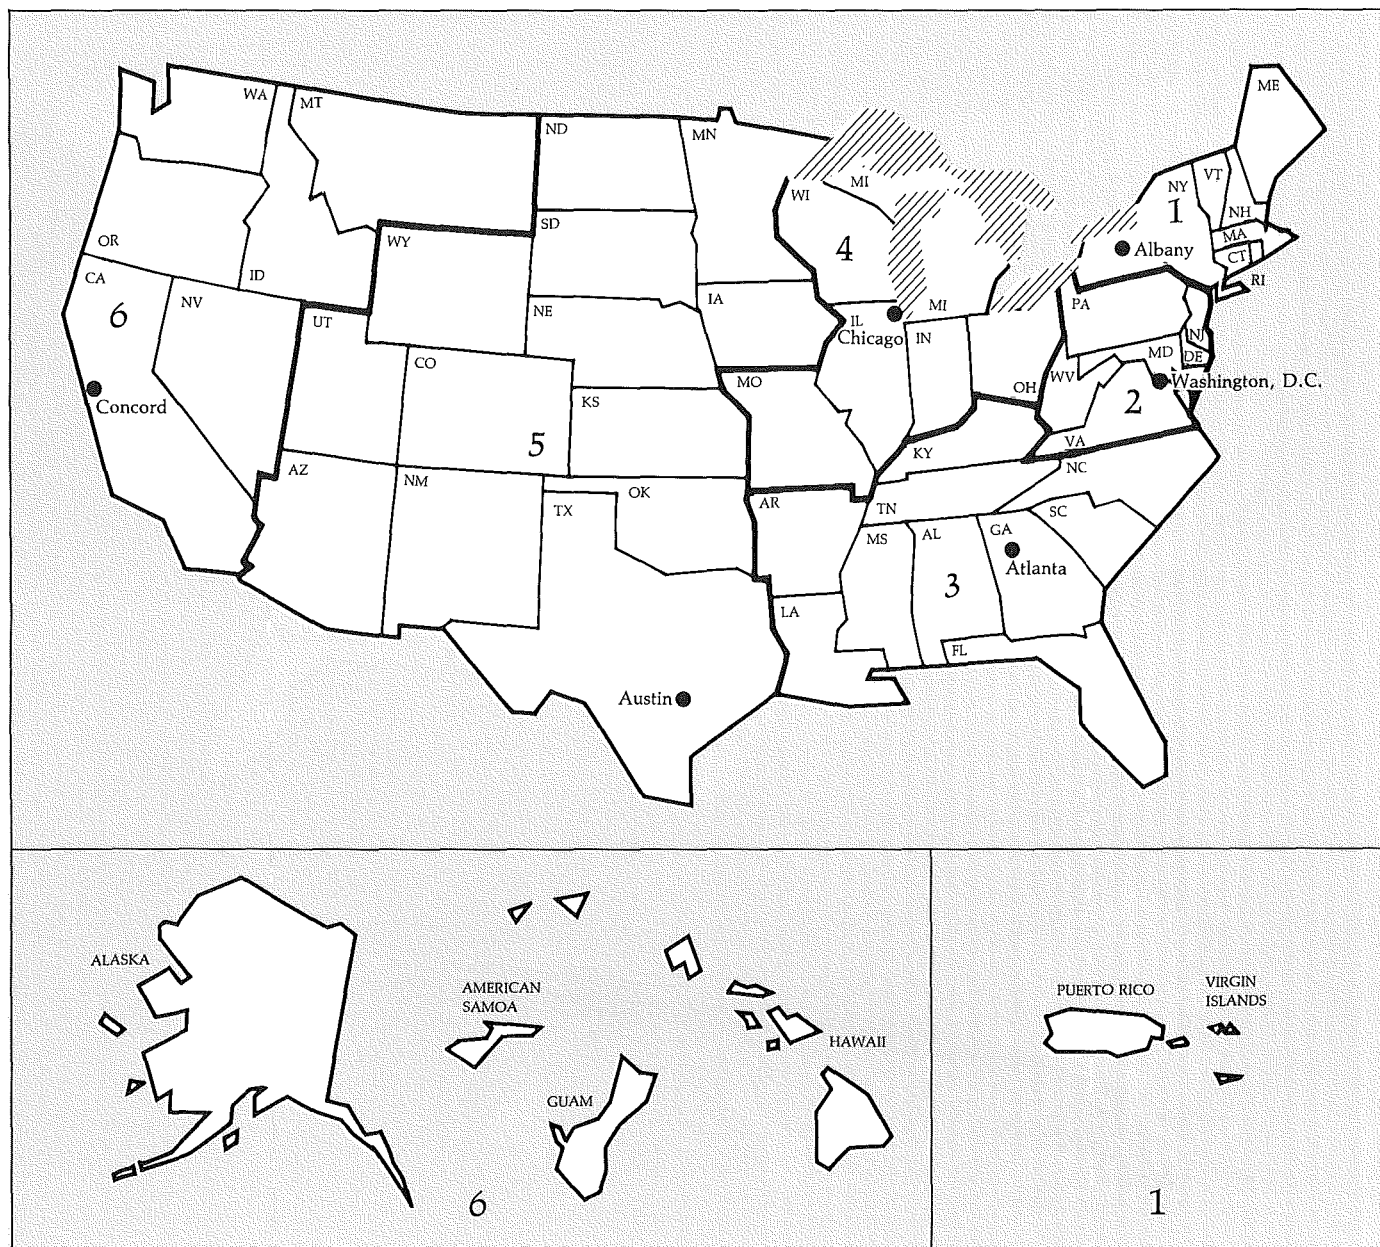 WA
MT
ND
MN
ME
WI
MI
NY
VT
NH
1
SD
OR
WY
4
MA
Albany
CT
RI
CA
ID
NV
6
UT
NE
IA
IL
Chicago
MI
IN
PA
NJ
MD
DE
CO
MO
OH
WV
Washington, D.C.
Concord
KS
2
5
KY
VA
AZ
NM
OK
TX
AR
TN
NC
SC
MS
AL
GA
Atlanta
3
LA
FL
Austin
ALASKA
AMERICAN
SAMOA
HAWAII
GUAM
6
PUERTO RICO
VIRGIN
ISLANDS
1